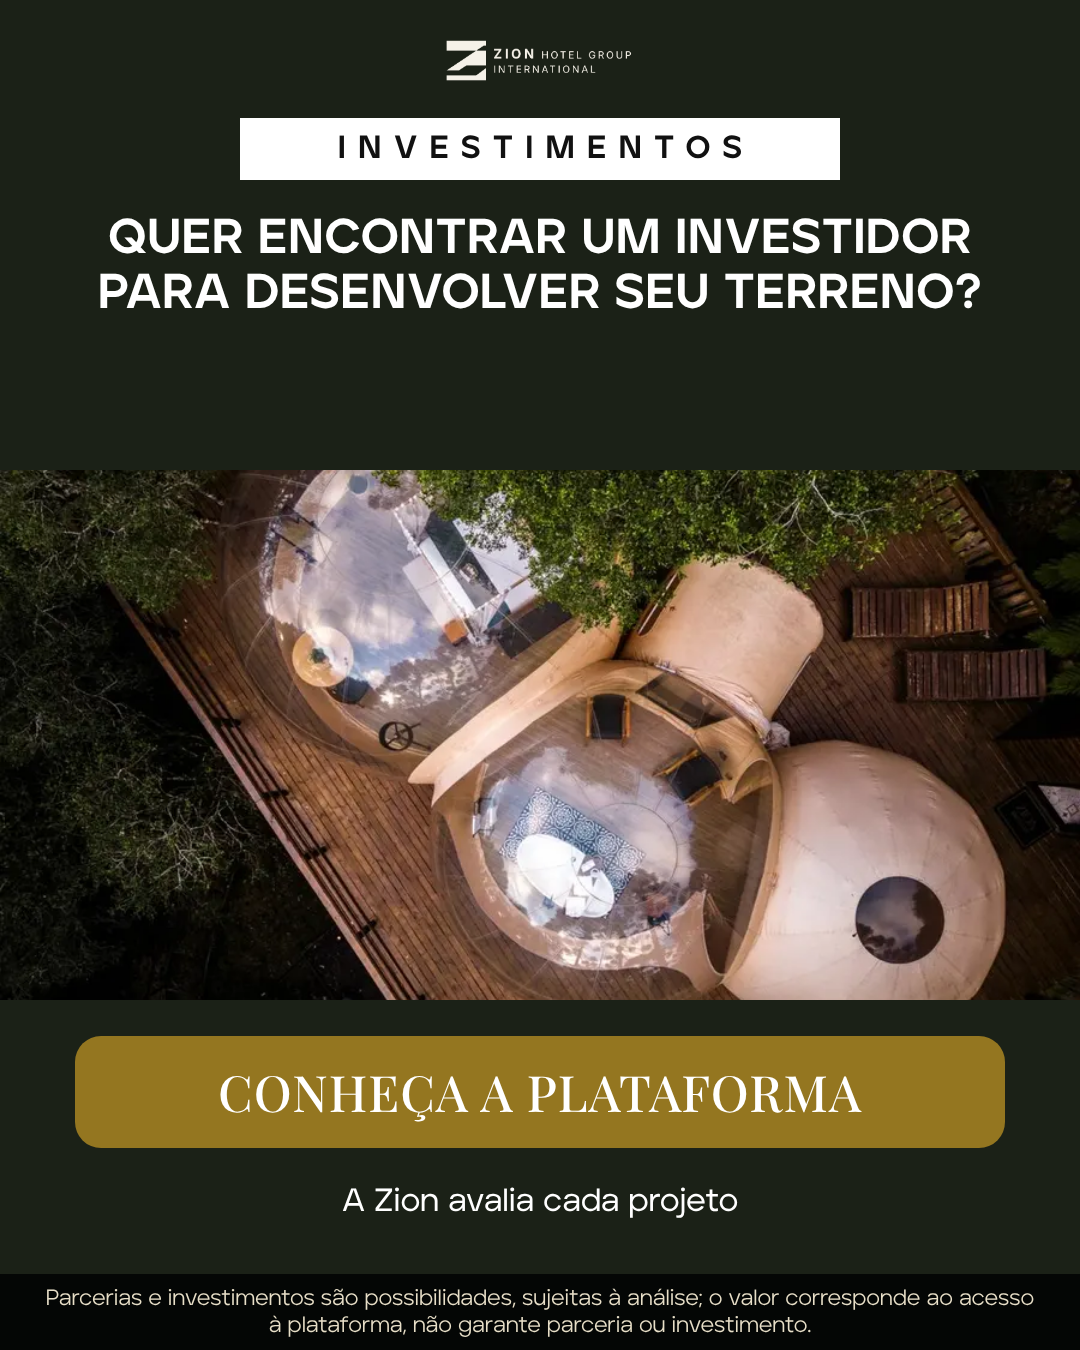 ZION HOTEL GROUP
INTERNATIONAL
INVESTIMENTOS
QUER ENCONTRAR UM INVESTIDOR
PARA DESENVOLVER SEU TERRENO?
CONHEÇA A PLATAFORMA
A Zion avalia cada projeto
Parcerias e investimentos são possibilidades, sujeitas à análise; o valor corresponde ao acesso
à plataforma, não garante parceria ou investimento.